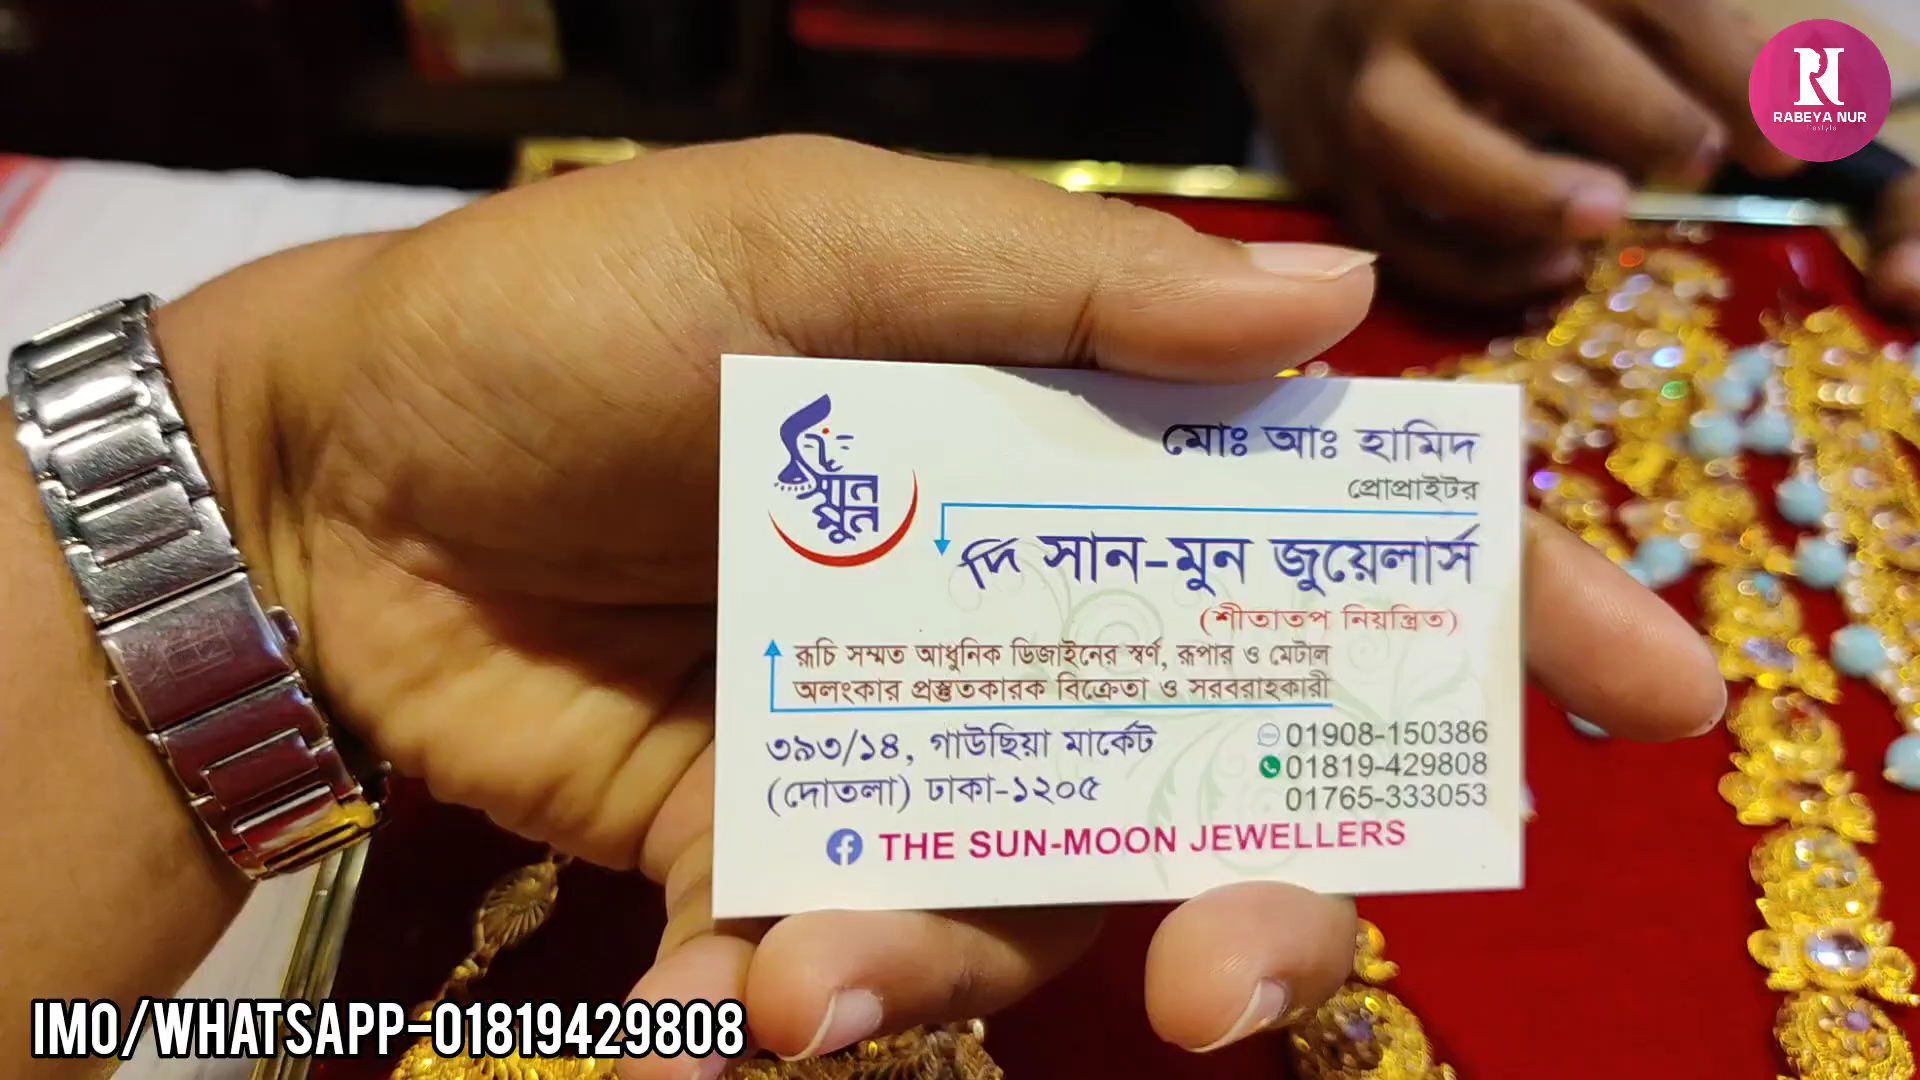 RABEYA NUR
lifestyle
সান
মুন
মোঃ আঃ হামিদ
প্রোপ্রাইটর
দি সান-মুন জুয়েলার্স
(শীতাতপ নিয়ন্ত্রিত)
রূচি সম্মত আধুনিক ডিজাইনের স্বর্ণ, রূপার ও মেটাল
অলংকার প্রস্তুতকারক বিক্রেতা ও সরবরাহকারী
৩৯৩/১৪, গাউছিয়া মার্কেট
(দোতলা) ঢাকা-১২০৫
01908-150386
01819-429808
01765-333053
THE SUN-MOON JEWELLERS
IMO/WHATSAPP-01819429808